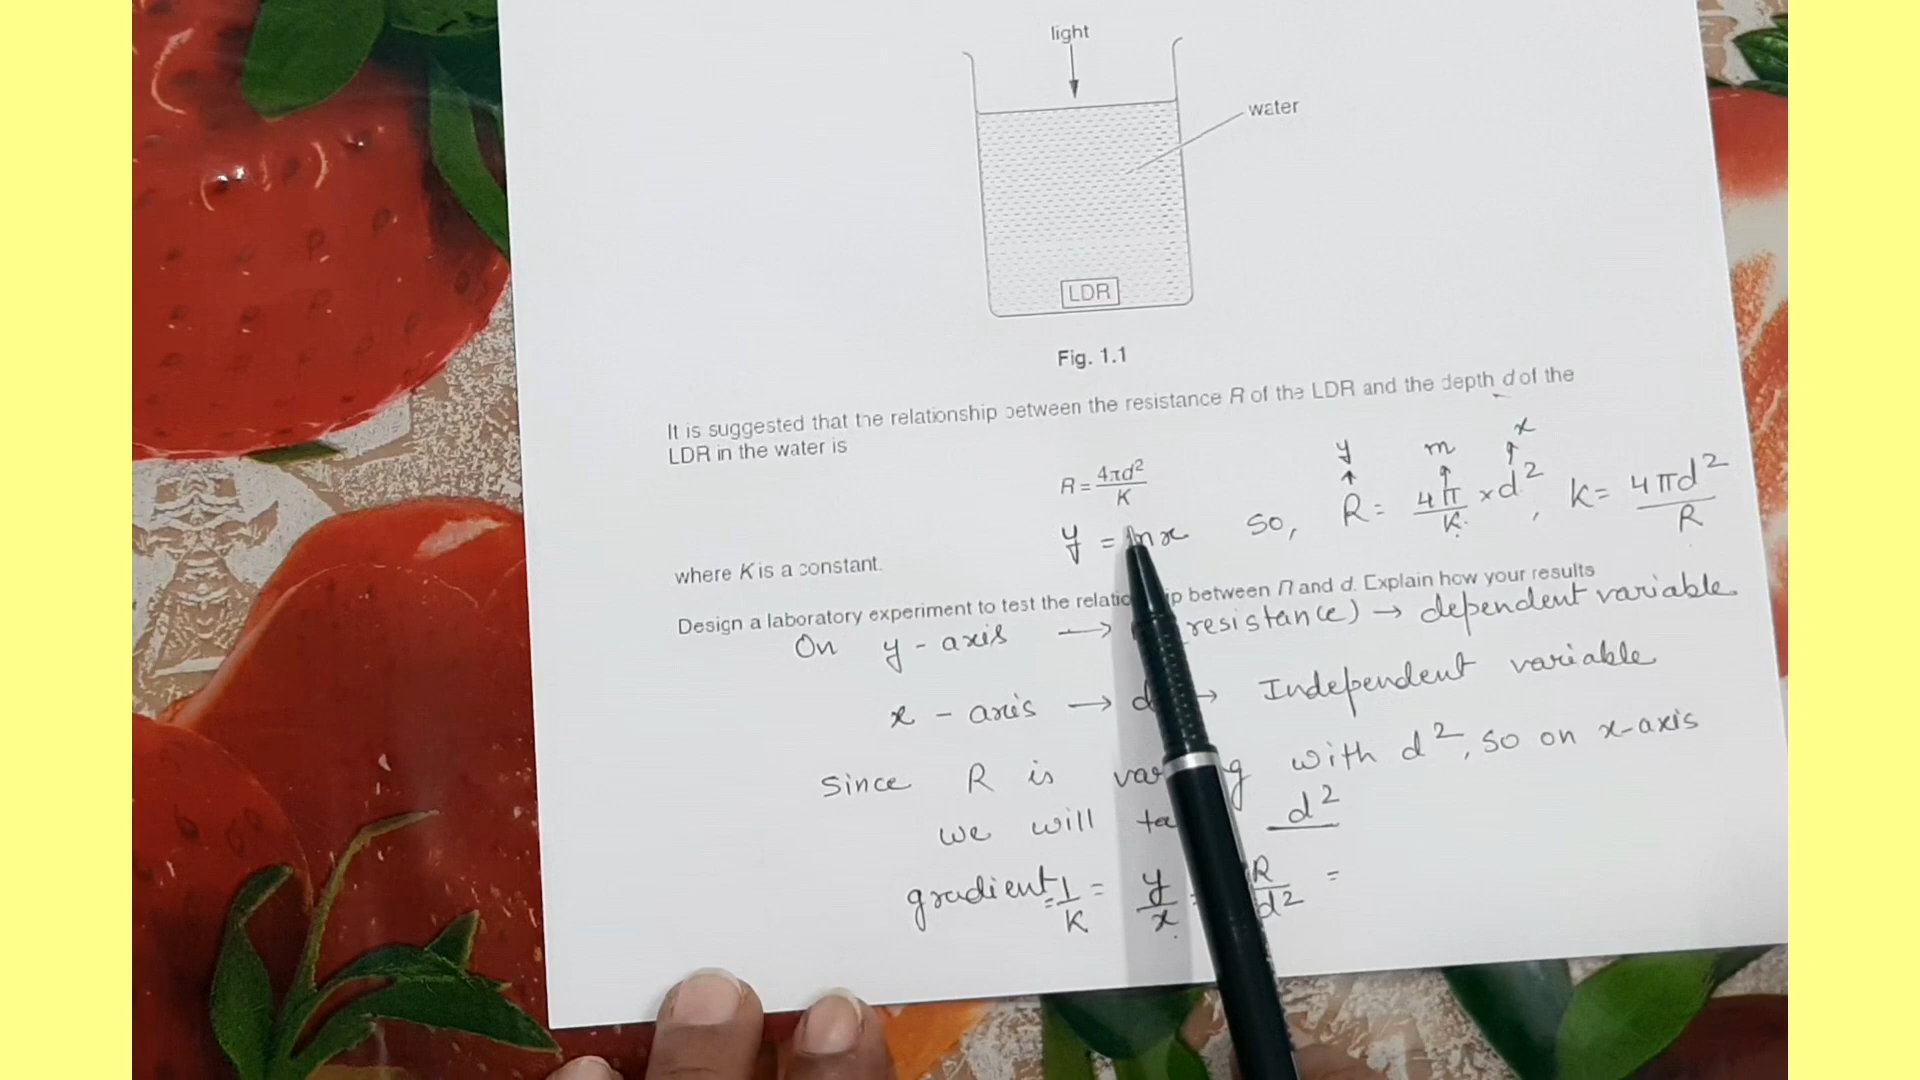 light
water
LDR
Fig. 1.1
It is suggested that the relationship between the resistance R of the LDR and the depth d of the
LDR in the water is
y m x
R = 4πd²/K
So, R = 4π/K × d², K = 4πd²/R
y = mx
where K is a constant.
Design a laboratory experiment to test the between R and d. Explain how your results
On y-axis → resistance) → dependent variable
x-axis → → Independent variable
Since R is with d², so on x-axis
we will d²
gradient = 1/K = y/x R/d² =